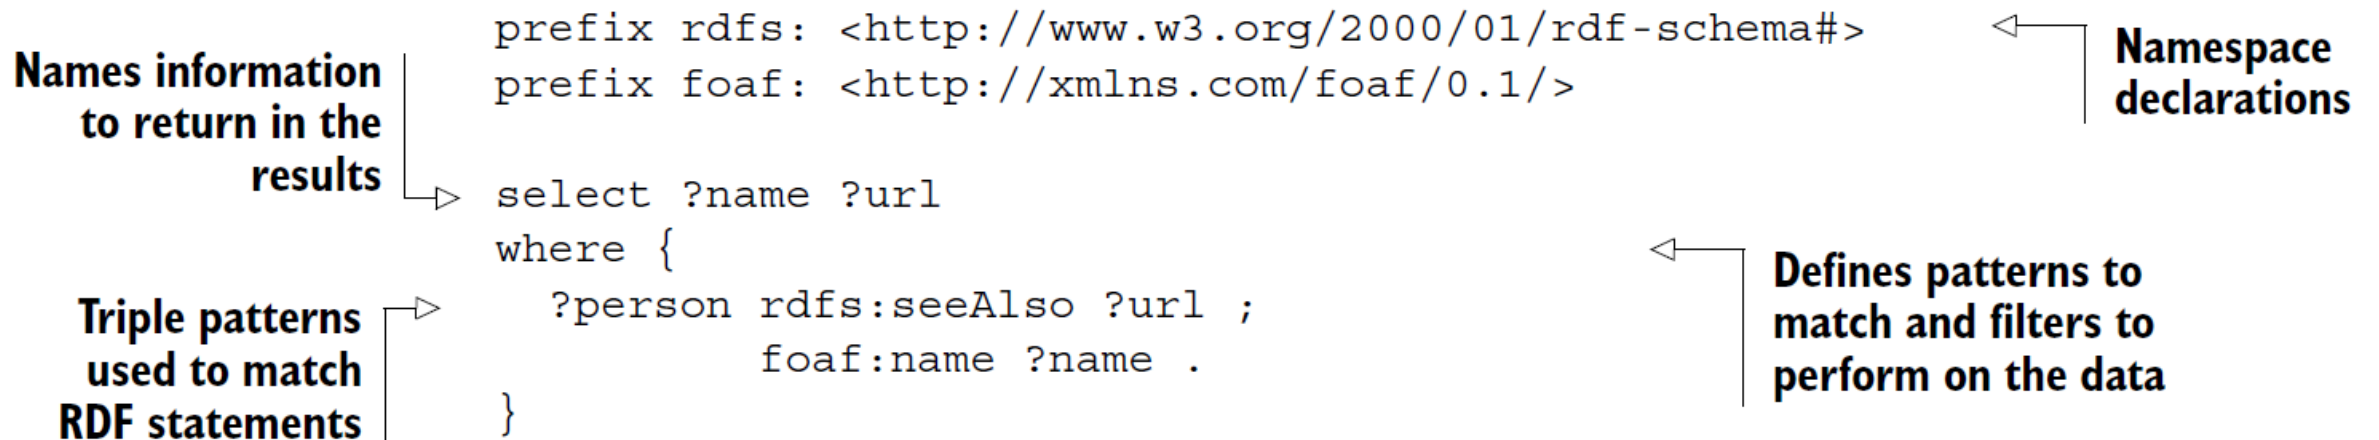 prefix rdfs: <http://www.w3.org/2000/01/rdf-schema#>
prefix foaf: <http://xmlns.com/foaf/0.1/>
Namespace
declarations
Names information
to return in the
results
select ?name ?url
where {
?person rdfs:seeAlso ?url ;
foaf:name ?name .
}
Defines patterns to
match and filters to
perform on the data
Triple patterns
used to match
RDF statements